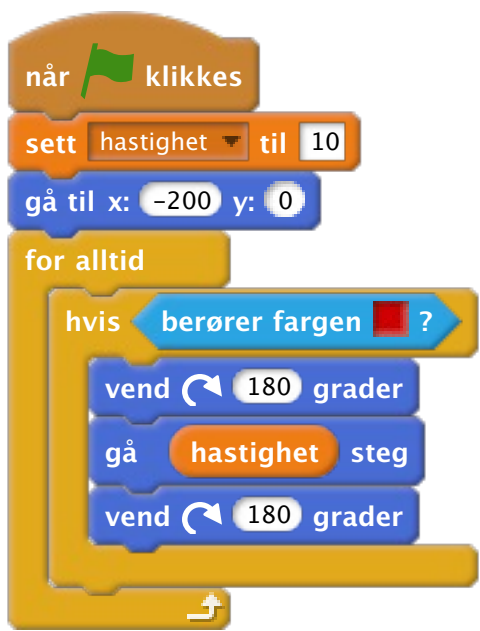 når klikkes
sett hastighet til 10
gå til x: -200 y: 0
for alltid
hvis berører fargen ?
vend 180 grader
gå hastighet steg
vend 180 grader